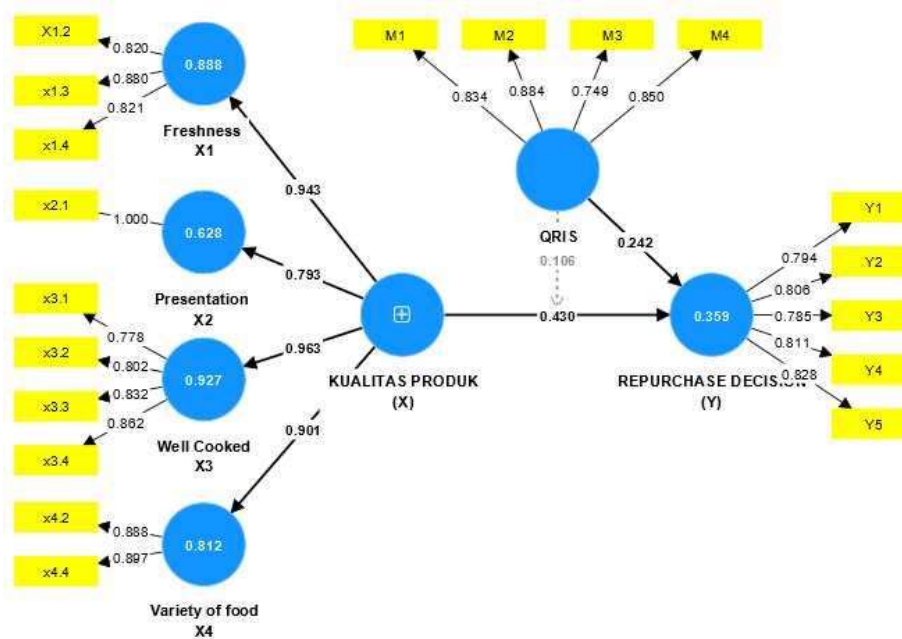 X1.2
0.820
x1.3
0.880
0.821
x1.4
0.888
Freshness
X1
M1
M2
M3
M4
0.834
0.884
0.749
0.850
QRIS
0.943
x2.1
1.000
0.628
Presentation
X2
0.793
0.106
0.242
Y1
0.794
Y2
0.806
Y3
0.785
Y4
0.811
Y5
0.828
0.359
REPURCHASE DECISION
(Y)
0.430
KUALITAS PRODUK
(X)
x3.1
0.778
x3.2
0.802
x3.3
0.832
x3.4
0.862
0.927
Well Cooked
X3
0.963
0.901
x4.2
0.888
x4.4
0.897
0.812
Variety of food
X4